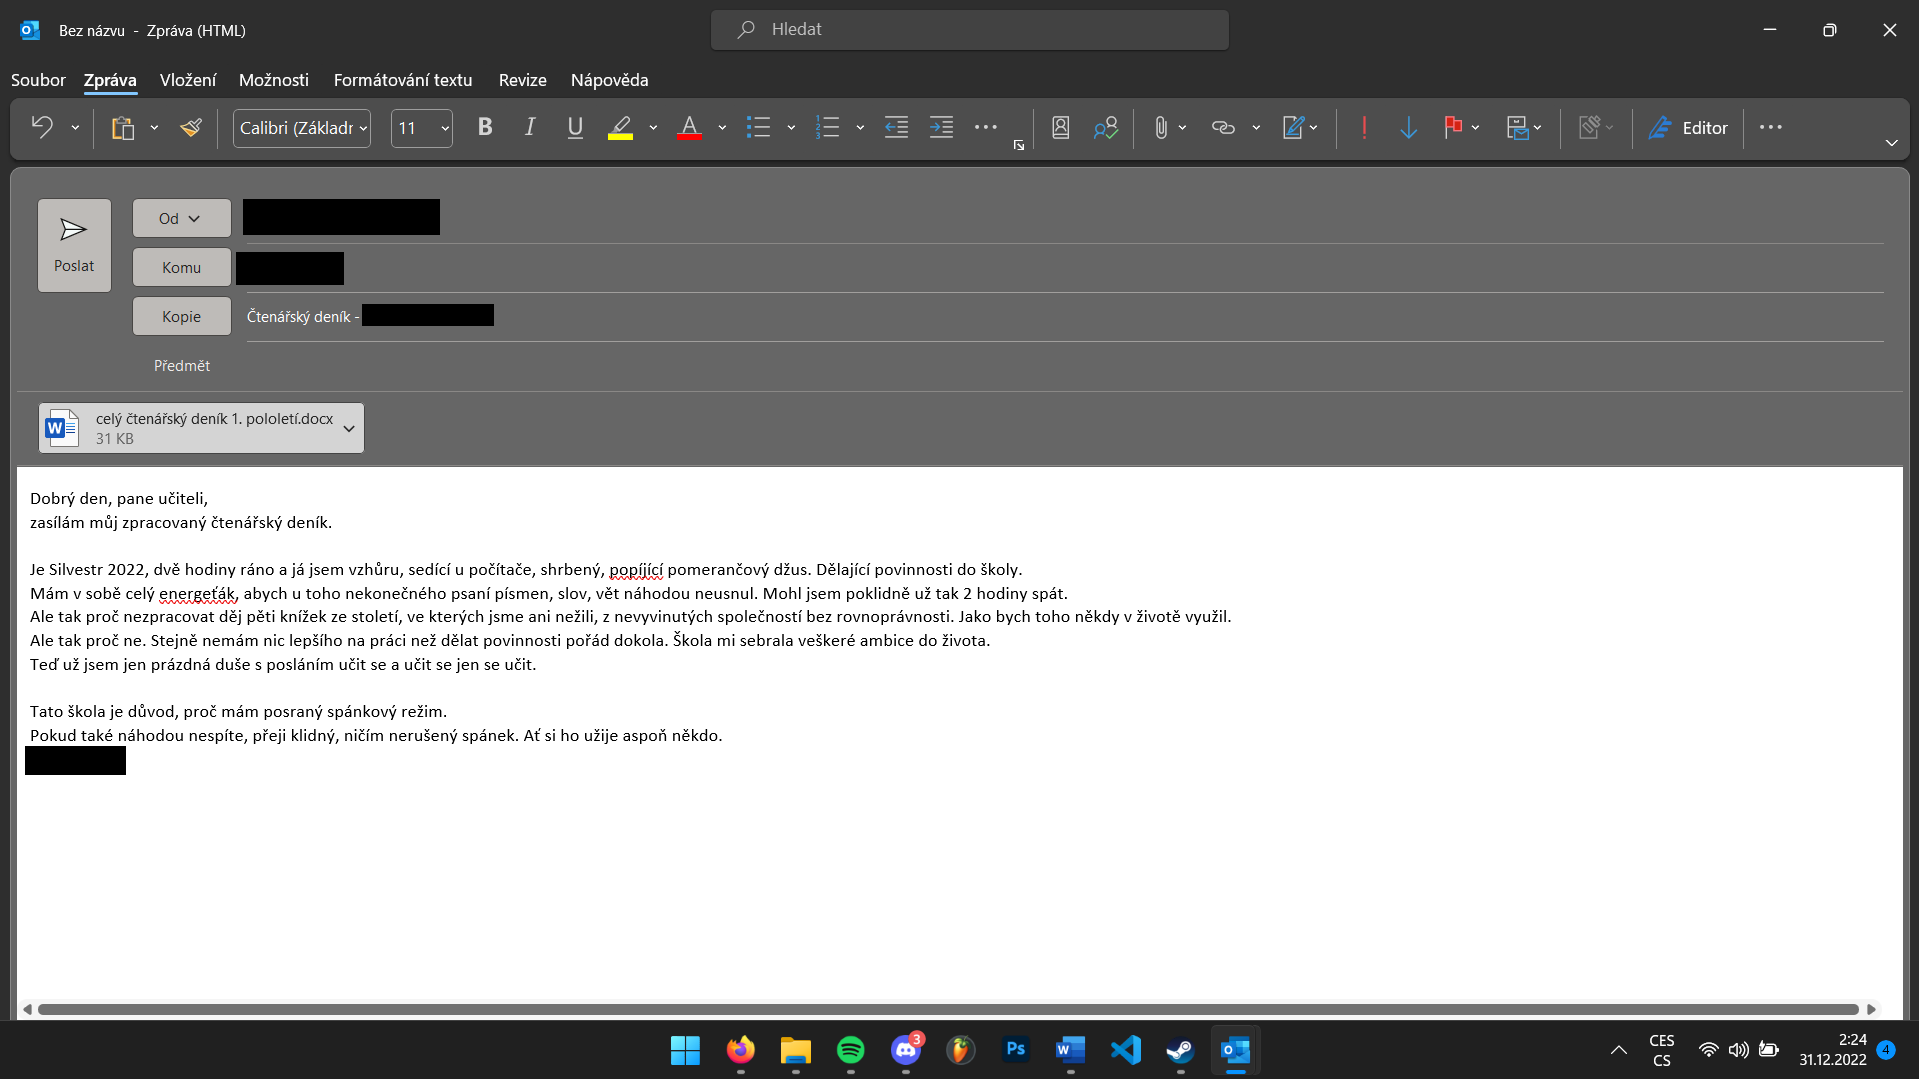 Bez názvu - Zpráva (HTML)
Hledat
Soubor Zpráva Vložení Možnosti Formátování textu Revize Nápověda
Calibri (Základr 11 B I U A Editor
Poslat
Od
Komu
Kopie Čtenářský deník -
Předmět
celý čtenářský deník 1. pololetí.docx
31 KB
Dobrý den, pane učiteli,
zasílám můj zpracovaný čtenářský deník.
Je Silvestr 2022, dvě hodiny ráno a já jsem vzhůru, sedící u počítače, shrbený, popíjící pomerančový džus. Dělající povinnosti do školy.
Mám v sobě celý energeťák, abych u toho nekonečného psaní písmen, slov, vět náhodou neusnul. Mohl jsem poklidně už tak 2 hodiny spát.
Ale tak proč nezpracovat děj pěti knížek ze století, ve kterých jsme ani nežili, z nevyvinutých společností bez rovnoprávnosti. Jako bych toho někdy v životě využil.
Ale tak proč ne. Stejně nemám nic lepšího na práci než dělat povinnosti pořád dokola. Škola mi sebrala veškeré ambice do života.
Teď už jsem jen prázdná duše s posláním učit se a učit se jen se učit.
Tato škola je důvod, proč mám posraný spánkový režim.
Pokud také náhodou nespíte, přeji klidný, ničím nerušený spánek. Ať si ho užije aspoň někdo.
3
Ps
CES
CS
2:24
31.12.2022
4